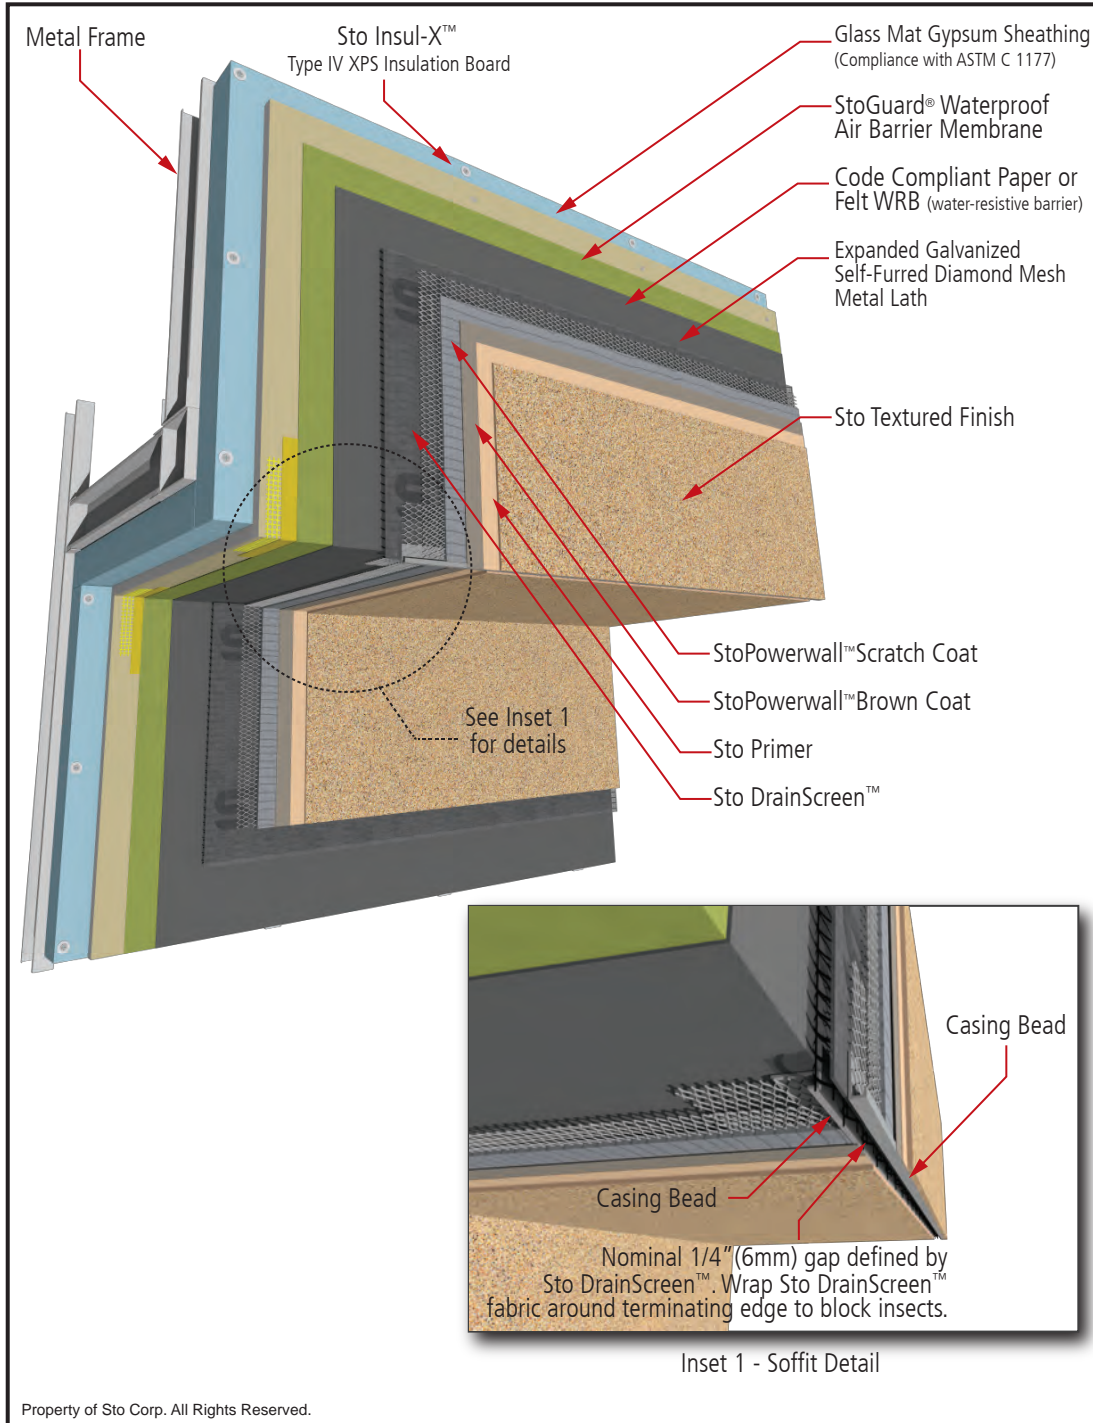 Metal Frame
Sto Insul-X™
Type IV XPS Insulation Board
Glass Mat Gypsum Sheathing
(Compliance with ASTM C 1177)
StoGuard® Waterproof
Air Barrier Membrane
Code Compliant Paper or
Felt WRB (water-resistive barrier)
Expanded Galvanized
Self-Furred Diamond Mesh
Metal Lath
Sto Textured Finish
StoPowerwall™Scratch Coat
StoPowerwall™Brown Coat
Sto Primer
Sto DrainScreen™
See Inset 1
for details
Casing Bead
Casing Bead
Nominal 1/4” (6mm) gap defined by
Sto DrainScreen™. Wrap Sto DrainScreen™
fabric around terminating edge to block insects.
Inset 1 - Soffit Detail
Property of Sto Corp. All Rights Reserved.